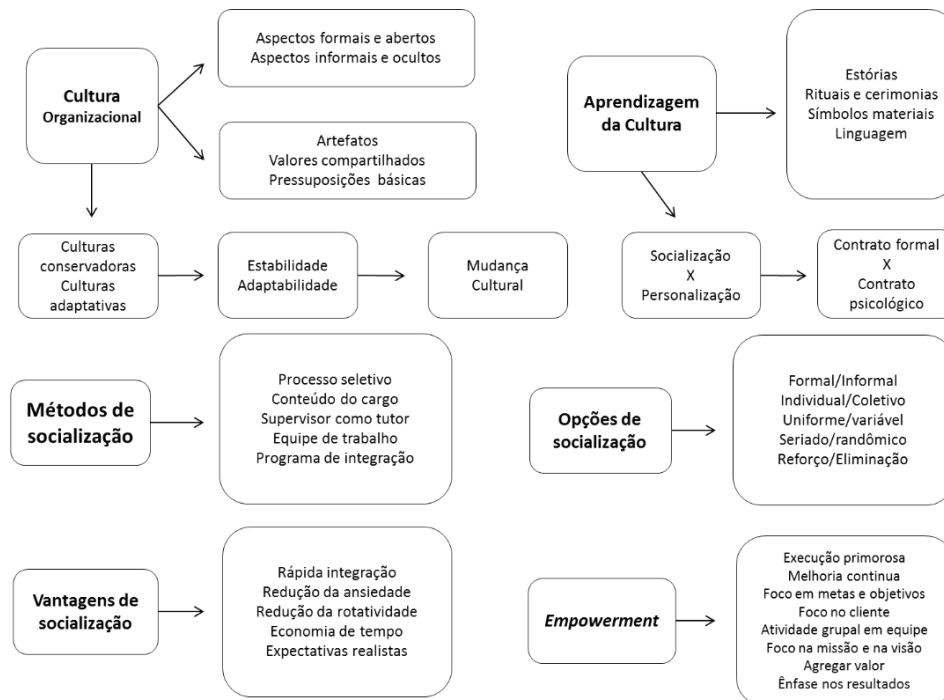 Cultura
Organizacional
Aspectos formais e abertos
Aspectos informais e ocultos
Artefatos
Valores compartilhados
Pressuposições básicas
Aprendizagem
da Cultura
Estórias
Rituais e cerimonias
Símbolos materiais
Linguagem
Culturas
conservadoras
Culturas
adaptativas
Estabilidade
Adaptabilidade
Mudança
Cultural
Socialização
X
Personalização
Contrato formal
X
Contrato
psicológico
Métodos de
socialização
Processo seletivo
Conteúdo do cargo
Supervisor como tutor
Equipe de trabalho
Programa de integração
Opções de
socialização
Formal/Informal
Individual/Coletivo
Uniforme/variável
Seriado/randômico
Reforço/Eliminação
Vantagens de
socialização
Rápida integração
Redução da ansiedade
Redução da rotatividade
Economia de tempo
Expectativas realistas
Empowerment
Execução primorosa
Melhoria continua
Foco em metas e objetivos
Foco no cliente
Atividade grupal em equipe
Foco na missão e na visão
Agregar valor
Ênfase nos resultados